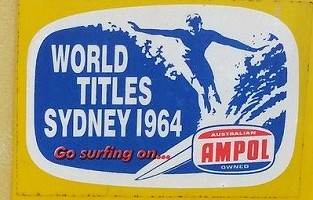 WORLD
TITLES
SYDNEY 1964
Go surfing on...
AUSTRALIAN
AMPOL
OWNED